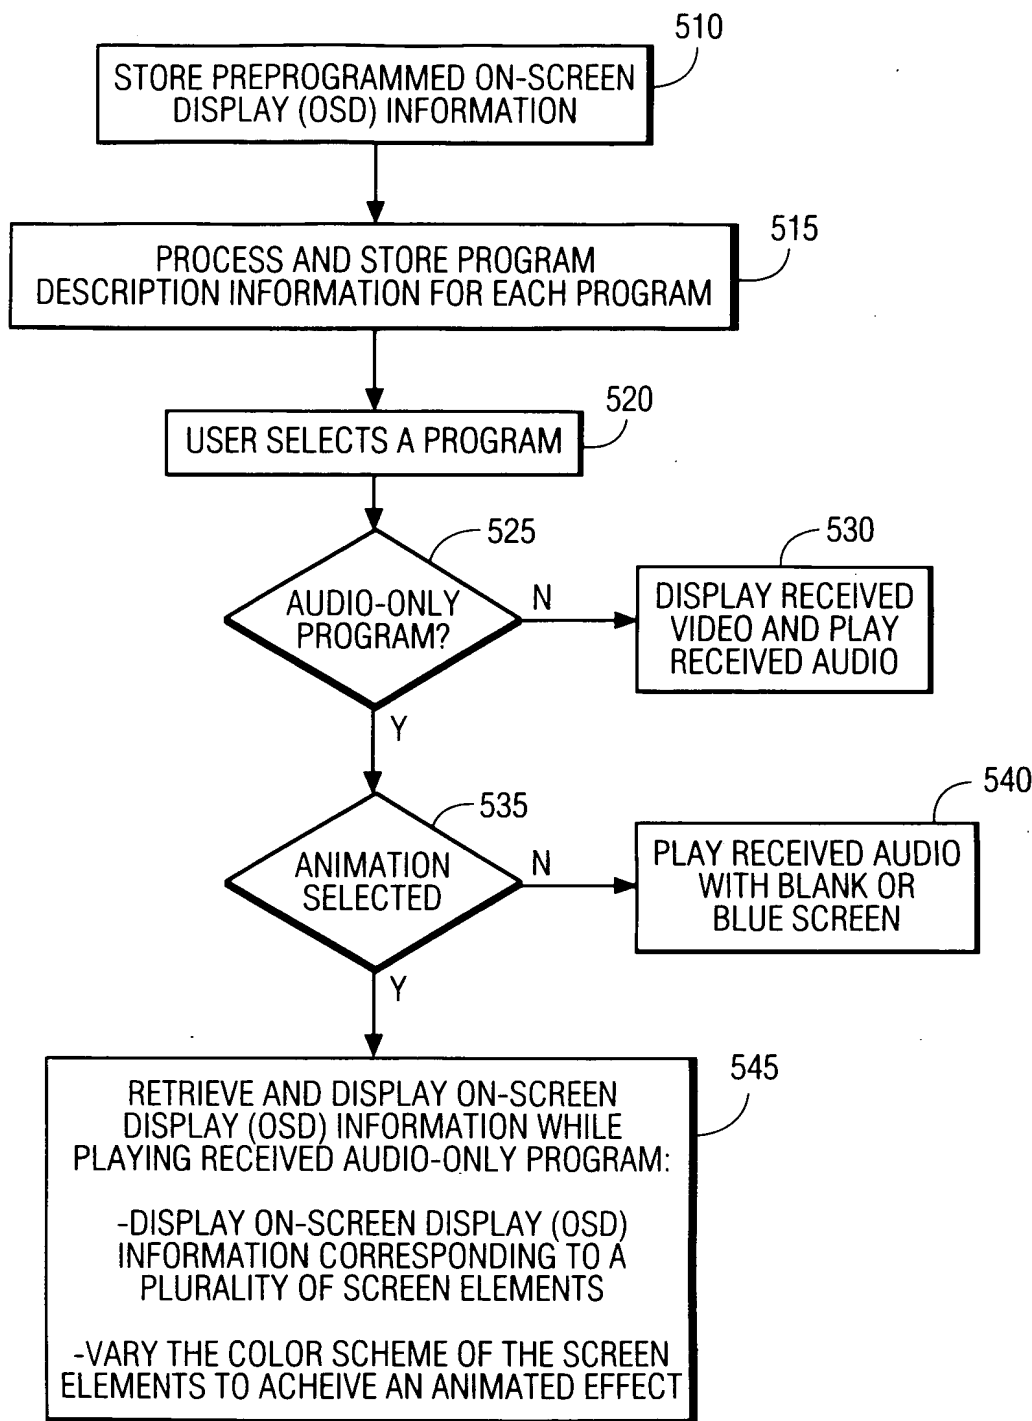 510
STORE PREPROGRAMMED ON-SCREEN
DISPLAY (OSD) INFORMATION
515
PROCESS AND STORE PROGRAM
DESCRIPTION INFORMATION FOR EACH PROGRAM
520
USER SELECTS A PROGRAM
525
AUDIO-ONLY
PROGRAM?
N
530
DISPLAY RECEIVED
VIDEO AND PLAY
RECEIVED AUDIO
Y
535
ANIMATION
SELECTED
N
540
PLAY RECEIVED AUDIO
WITH BLANK OR
BLUE SCREEN
Y
545
RETRIEVE AND DISPLAY ON-SCREEN
DISPLAY (OSD) INFORMATION WHILE
PLAYING RECEIVED AUDIO-ONLY PROGRAM:
-DISPLAY ON-SCREEN DISPLAY (OSD)
INFORMATION CORRESPONDING TO A
PLURALITY OF SCREEN ELEMENTS
-VARY THE COLOR SCHEME OF THE SCREEN
ELEMENTS TO ACHEIVE AN ANIMATED EFFECT